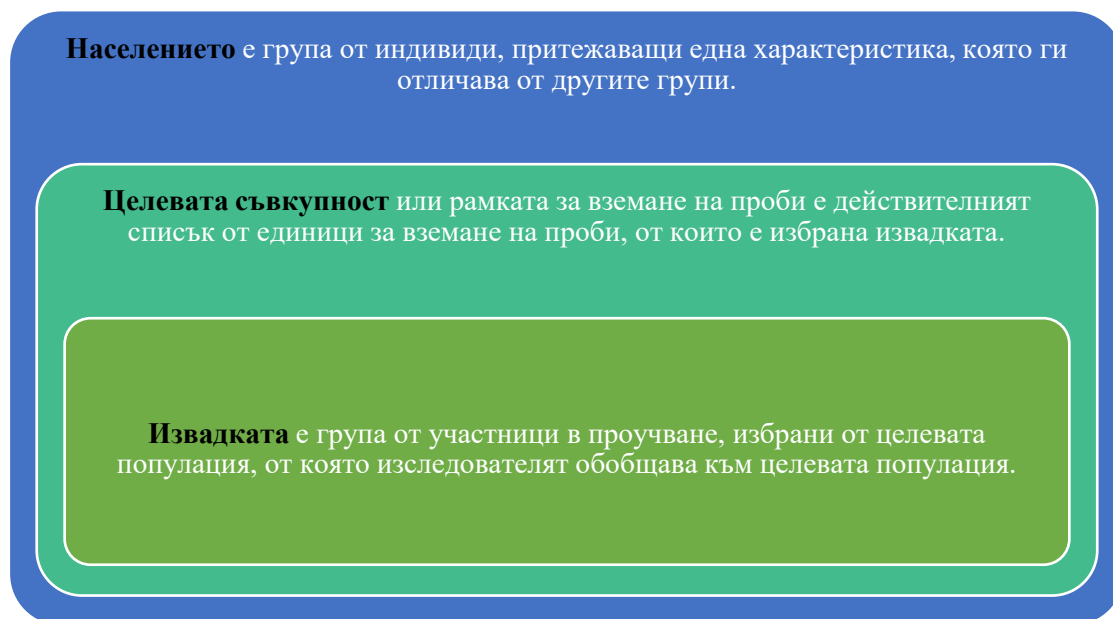 Населението е група от индивиди, притежаващи една характеристика, която ги
отличава от другите групи.
Целевата съвкупност или рамката за вземане на проби е действителният
списък от единици за вземане на проби, от които е избрана извадката.
Извадката е група от участници в проучване, избрани от целевата
популация, от която изследователят обобщава към целевата популация.